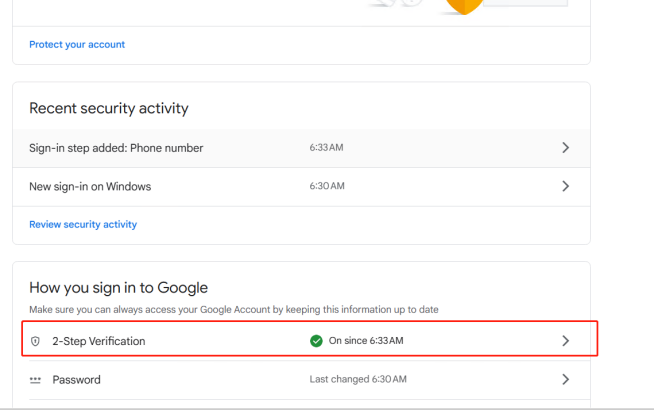 Protect your account
Recent security activity
Sign-in step added: Phone number 6:33 AM
New sign-in on Windows 6:30 AM
Review security activity
How you sign in to Google
Make sure you can always access your Google Account by keeping this information up to date
2-Step Verification On since 6:33 AM
Password Last changed 6:30 AM